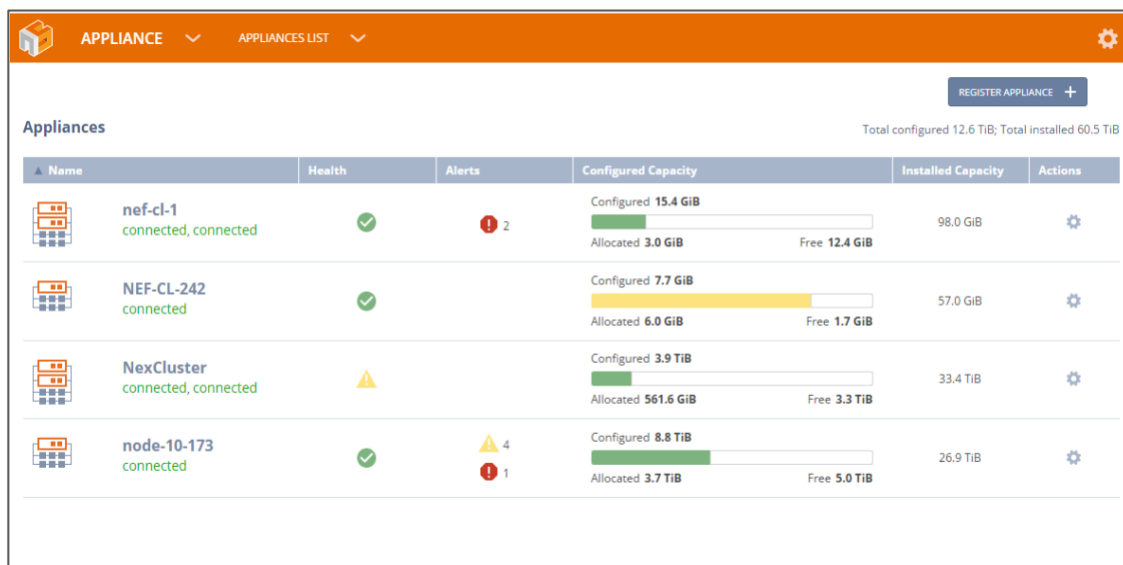 APPLIANCE APPLIANCES LIST
REGISTER APPLIANCE +
Appliances
Total configured 12.6 TiB; Total installed 60.5 TiB
Name Health Alerts Configured Capacity Installed Capacity Actions
nef-cl-1
connected, connected
2
Configured 15.4 GiB
Allocated 3.0 GiB Free 12.4 GiB
98.0 GiB
NEF-CL-242
connected
Configured 7.7 GiB
Allocated 6.0 GiB Free 1.7 GiB
57.0 GiB
NexCluster
connected, connected
Configured 3.9 TiB
Allocated 561.6 GiB Free 3.3 TiB
33.4 TiB
node-10-173
connected
4
1
Configured 8.8 TiB
Allocated 3.7 TiB Free 5.0 TiB
26.9 TiB